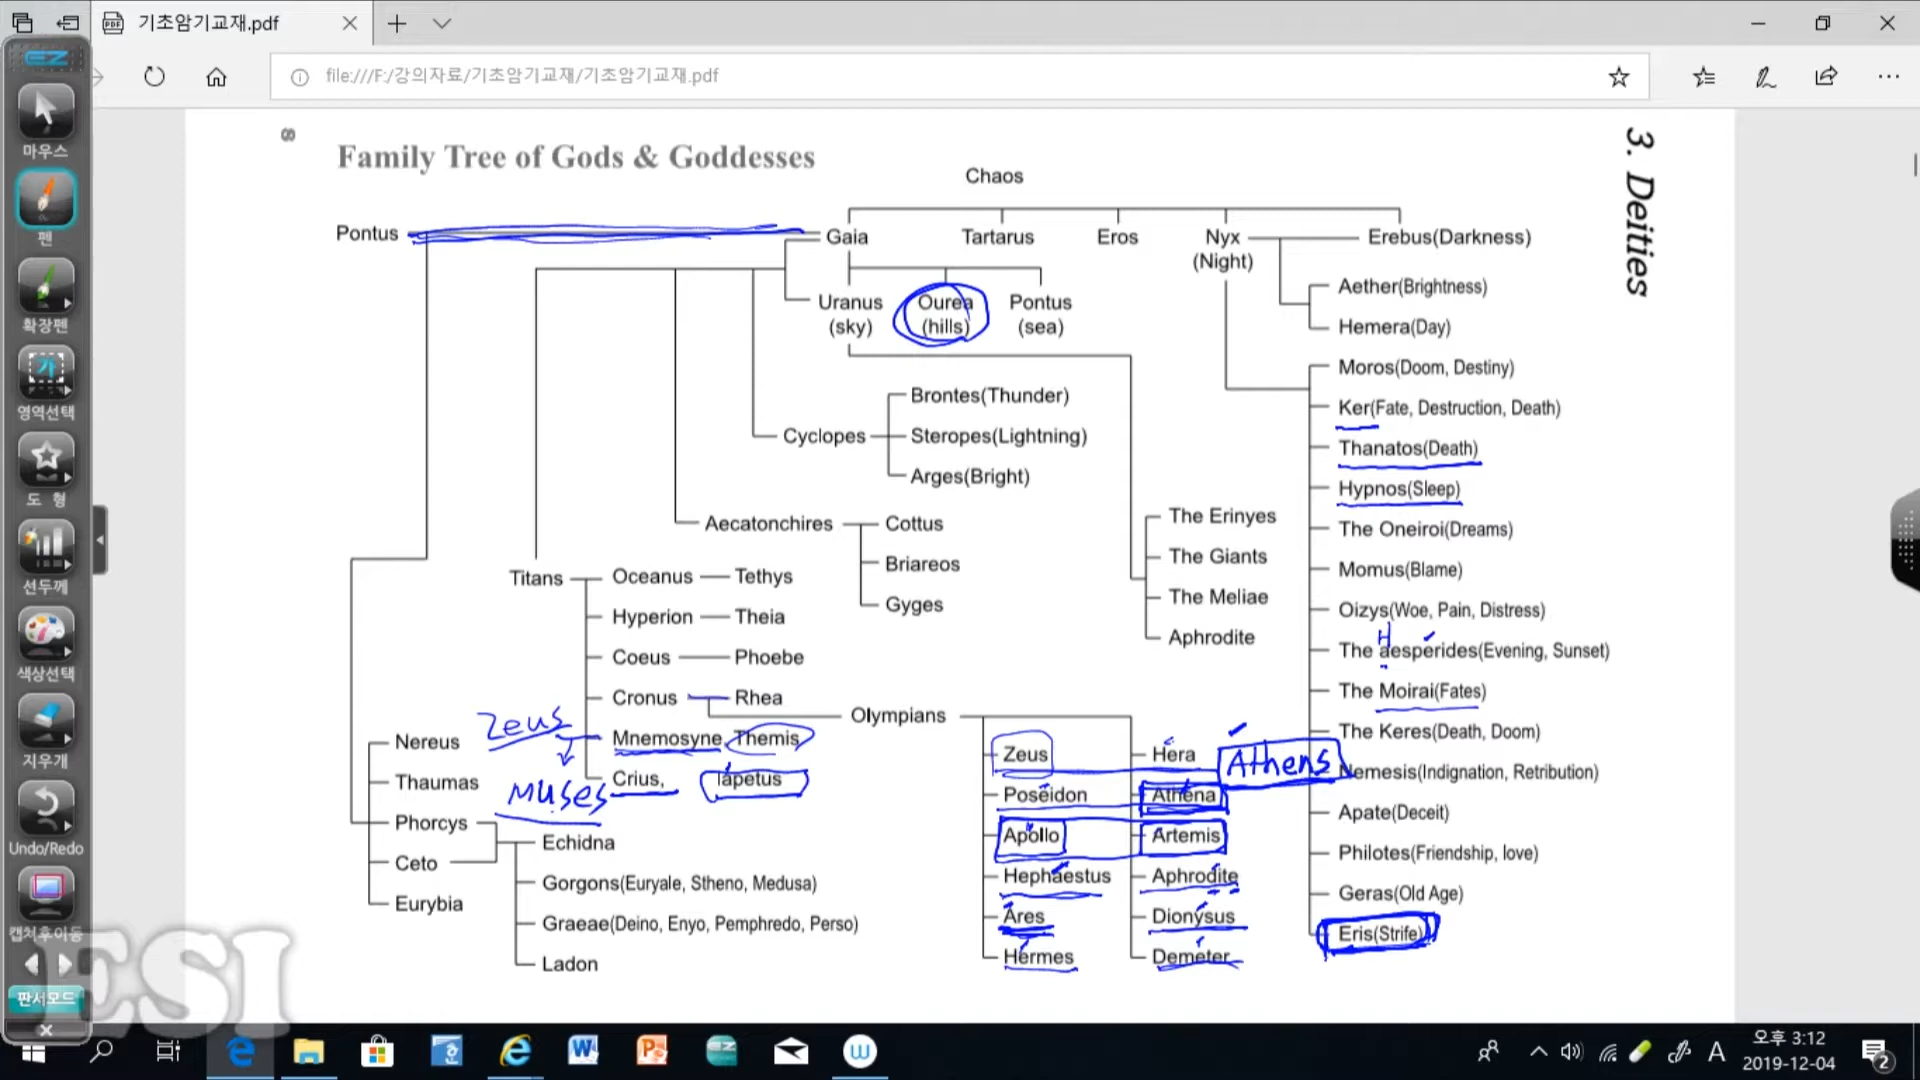 기초암기교재.pdf
file:///F:/강의자료/기초암기교재/기초암기교재.pdf
EZ
마우스
펜
확장펜
영역선택
도 형
선두께
색상선택
지우개
Undo/Redo
캡처후이동
판서모드
8
Family Tree of Gods & Goddesses
3. Deities
Chaos
Pontus
Gaia
Tartarus
Eros
Nyx
(Night)
Erebus(Darkness)
Aether(Brightness)
Hemera(Day)
Uranus
(sky)
Ourea
(hills)
Pontus
(sea)
Moros(Doom, Destiny)
Ker(Fate, Destruction, Death)
Thanatos(Death)
Hypnos(Sleep)
The Oneiroi(Dreams)
Momus(Blame)
Oizys(Woe, Pain, Distress)
H
The aesperides(Evening, Sunset)
The Moirai(Fates)
The Keres(Death, Doom)
Nemesis(Indignation, Retribution)
Apate(Deceit)
Philotes(Friendship, love)
Geras(Old Age)
Eris(Strife)
Cyclopes
Brontes(Thunder)
Steropes(Lightning)
Arges(Bright)
Aecatonchires
Cottus
Briareos
Gyges
The Erinyes
The Giants
The Meliae
Aphrodite
Titans
Oceanus Tethys
Hyperion Theia
Coeus Phoebe
Cronus Rhea
Mnemosyne, Themis
Crius, Iapetus
Zeus
Muses
Olympians
Zeus Hera
Athens
Poseidon Athena
Apollo Artemis
Hephaestus Aphrodite
Ares Dionysus
Hermes Demeter
Nereus
Thaumas
Phorcys
Ceto
Eurybia
Echidna
Gorgons(Euryale, Stheno, Medusa)
Graeae(Deino, Enyo, Pemphredo, Perso)
Ladon
ESI
A
오후 3:12
2019-12-04
2